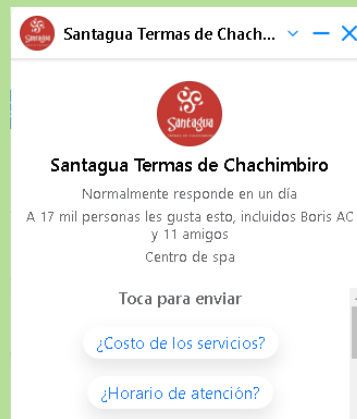 Santagua
Santagua Termas de Chach...
Santagua
TERMAS DE CHACHIMBIRO
Santagua Termas de Chachimbiro
Normalmente responde en un día
A 17 mil personas les gusta esto, incluidos Boris AC
y 11 amigos
Centro de spa
Toca para enviar
¿Costo de los servicios?
¿Horario de atención?